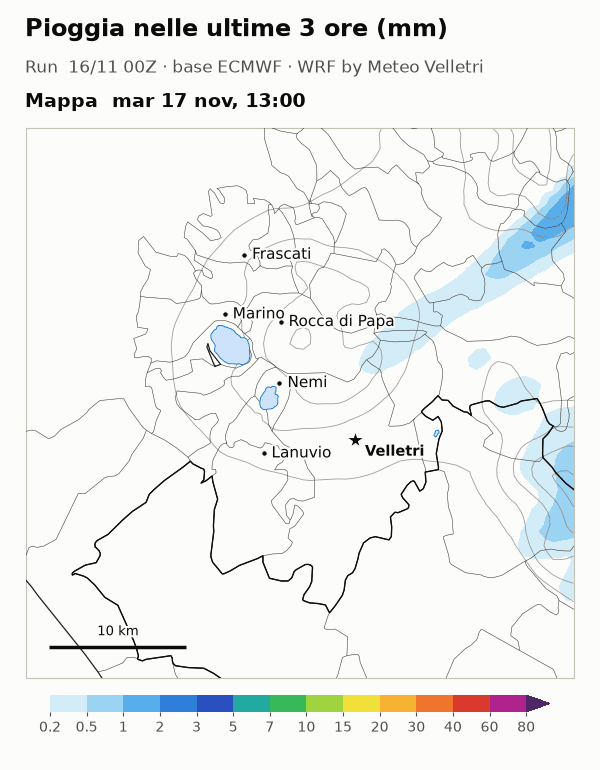 Pioggia nelle ultime 3 ore (mm)
Run 16/11 00Z · base ECMWF · WRF by Meteo Velletri
Mappa mar 17 nov, 13:00
Frascati
Marino
Rocca di Papa
Nemi
Velletri
Lanuvio
10 km
0.2 0.5 1 2 3 5 7 10 15 20 30 40 60 80